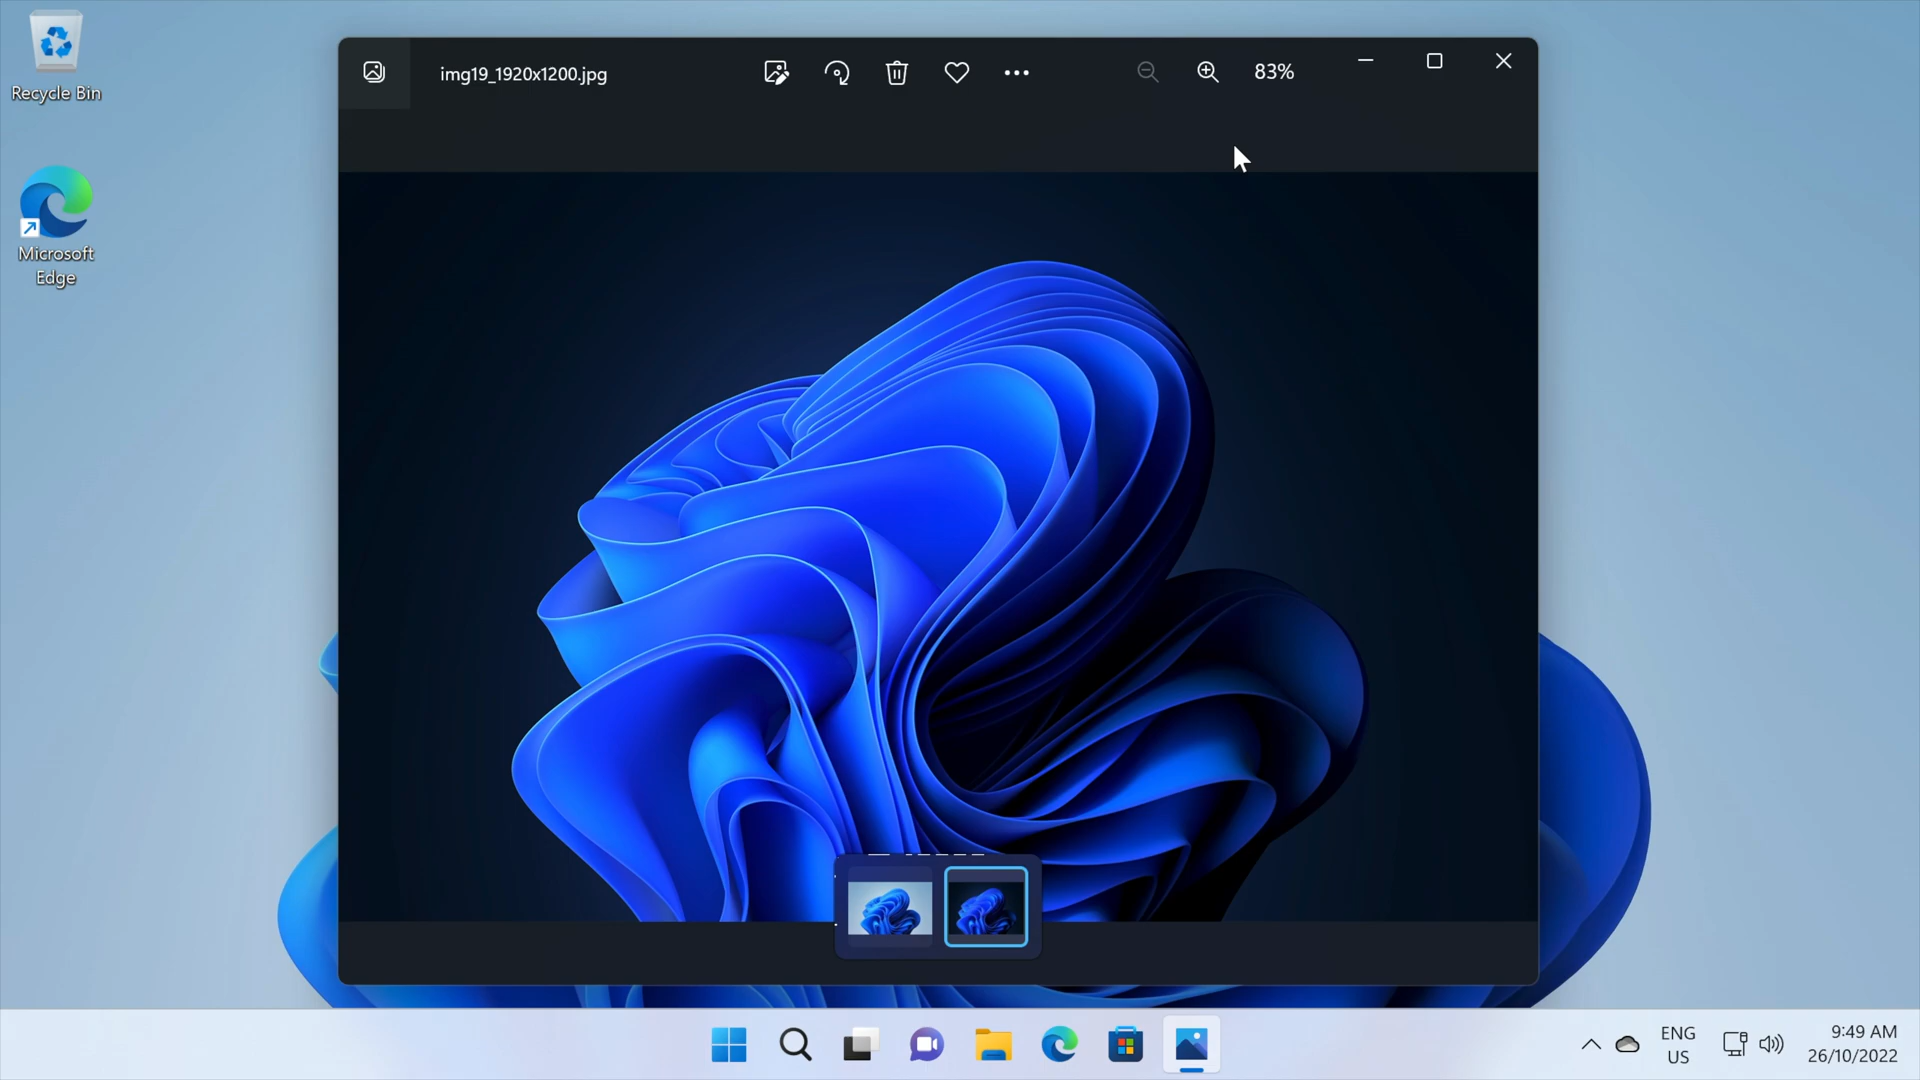 Recycle Bin
Microsoft
Edge
img19_1920x1200.jpg
83%
ENG
US
9:49 AM
26/10/2022